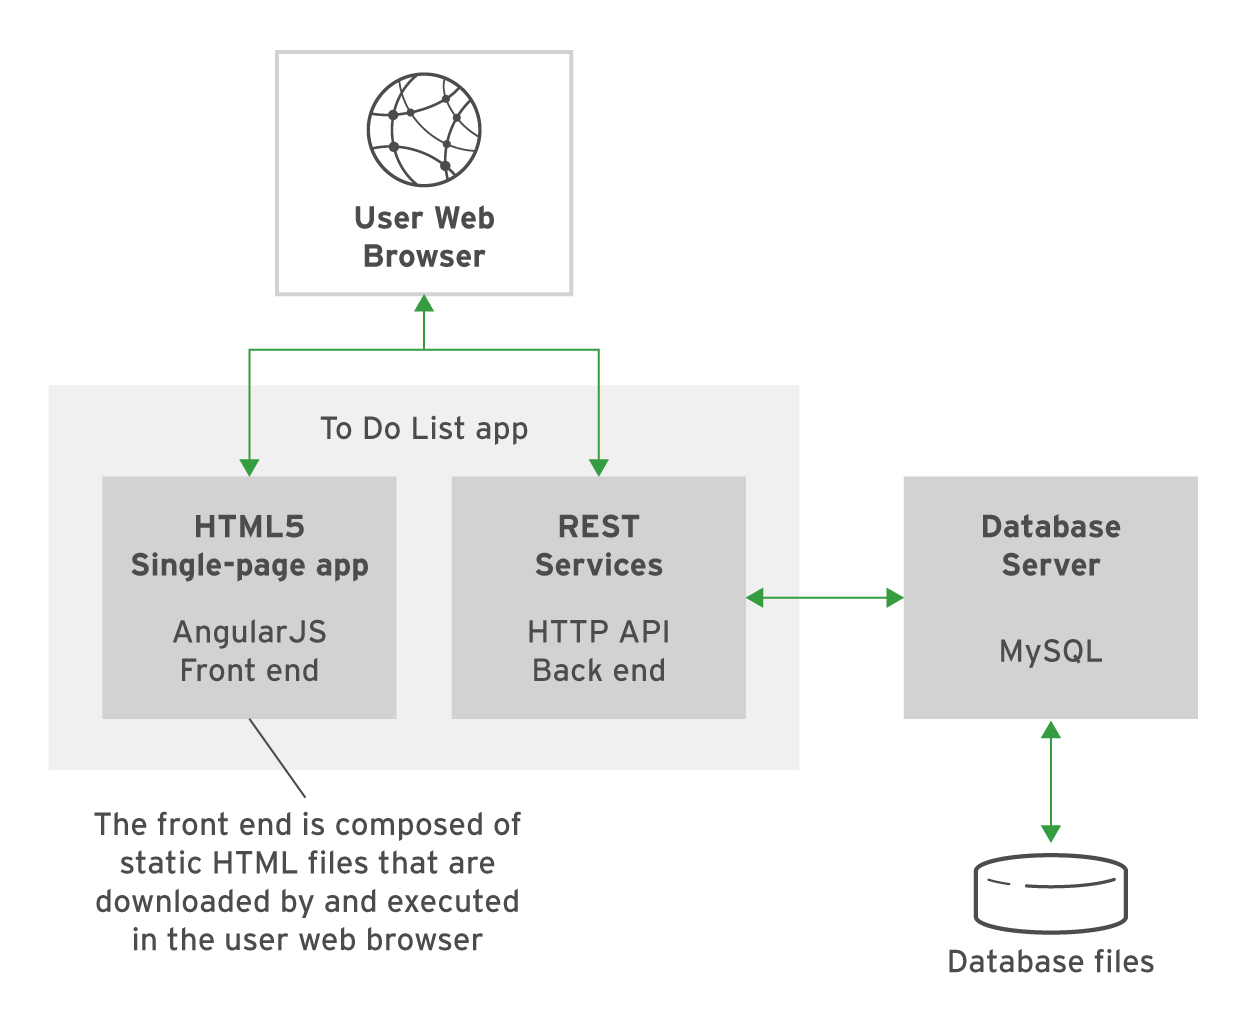 User Web
Browser
To Do List app
HTML5
Single-page app
AngularJS
Front end
REST
Services
HTTP API
Back end
Database
Server
MySQL
The front end is composed of
static HTML files that are
downloaded by and executed
in the user web browser
Database files